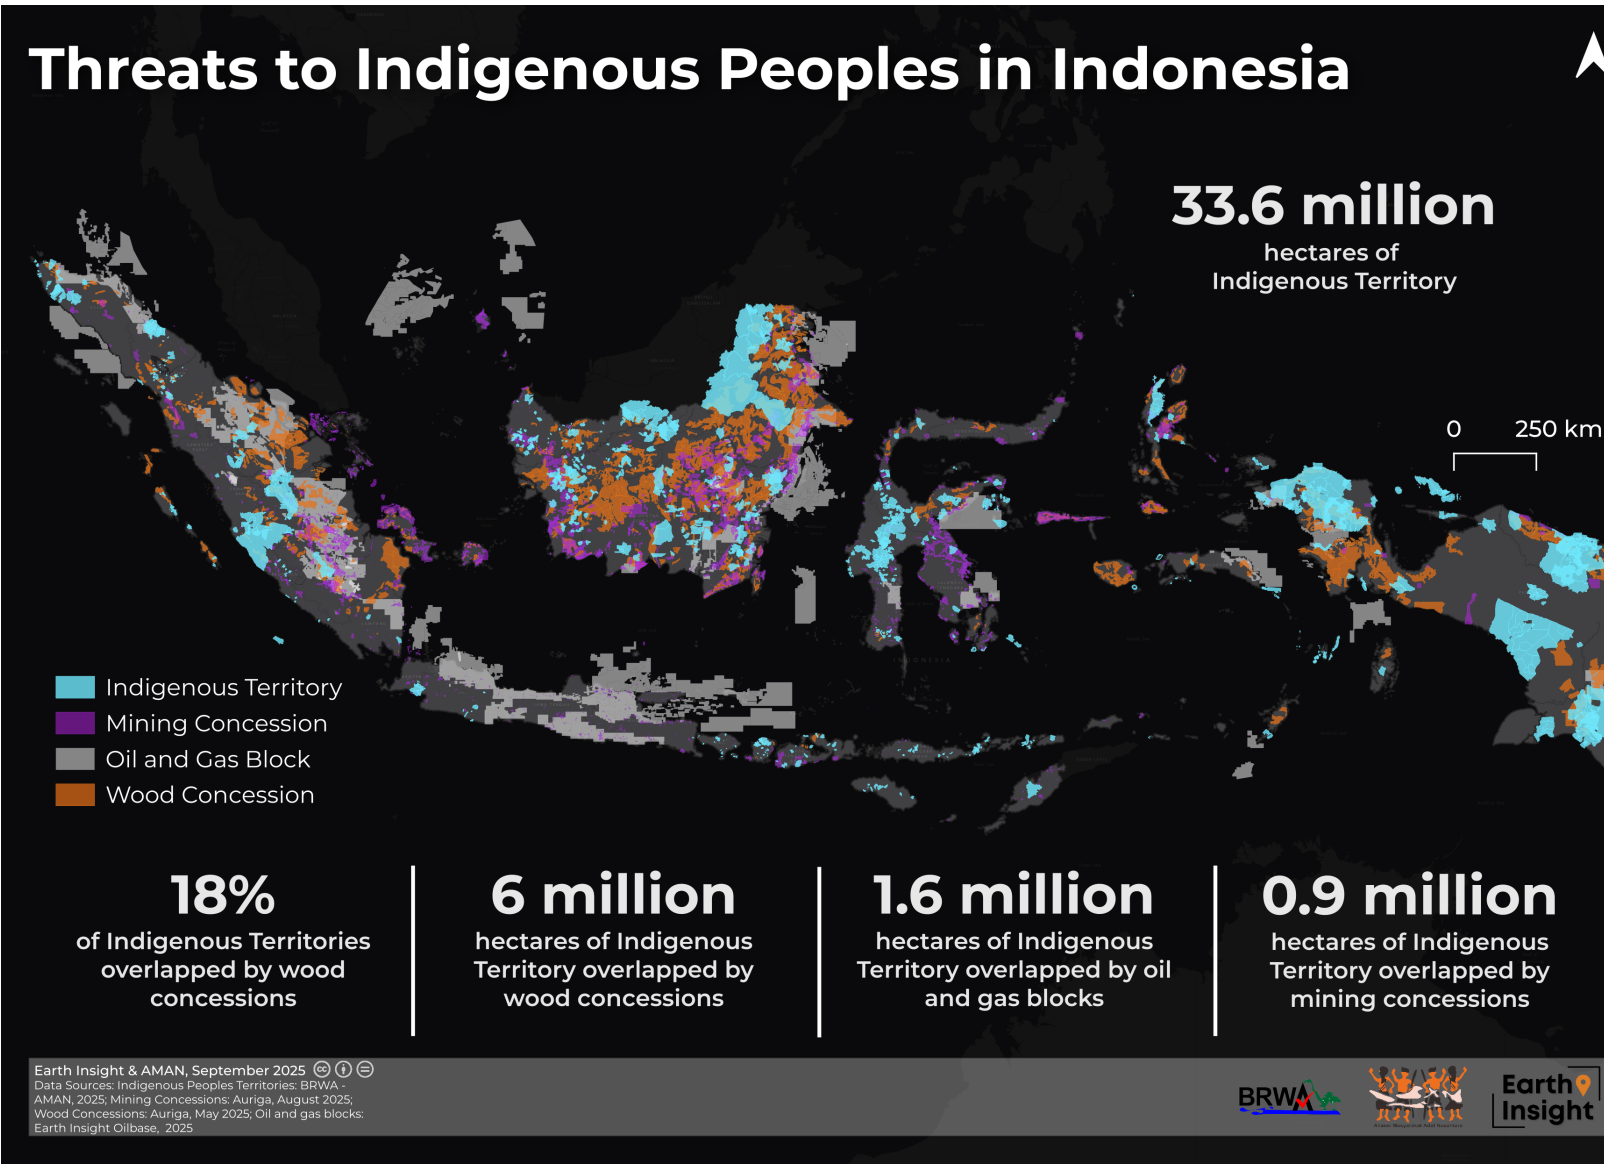 Threats to Indigenous Peoples in Indonesia
33.6 million
hectares of
Indigenous Territory
0 250 km
Indigenous Territory
Mining Concession
Oil and Gas Block
Wood Concession
18%
of Indigenous Territories
overlapped by wood
concessions
6 million
hectares of Indigenous
Territory overlapped by
wood concessions
1.6 million
hectares of Indigenous
Territory overlapped by oil
and gas blocks
0.9 million
hectares of Indigenous
Territory overlapped by
mining concessions
Earth Insight & AMAN, September 2025
Data Sources: Indigenous Peoples Territories: BRWA -
AMAN, 2025; Mining Concessions: Auriga, August 2025;
Wood Concessions: Auriga, May 2025; Oil and gas blocks:
Earth Insight Oilbase, 2025
BRWA
Earth
Insight